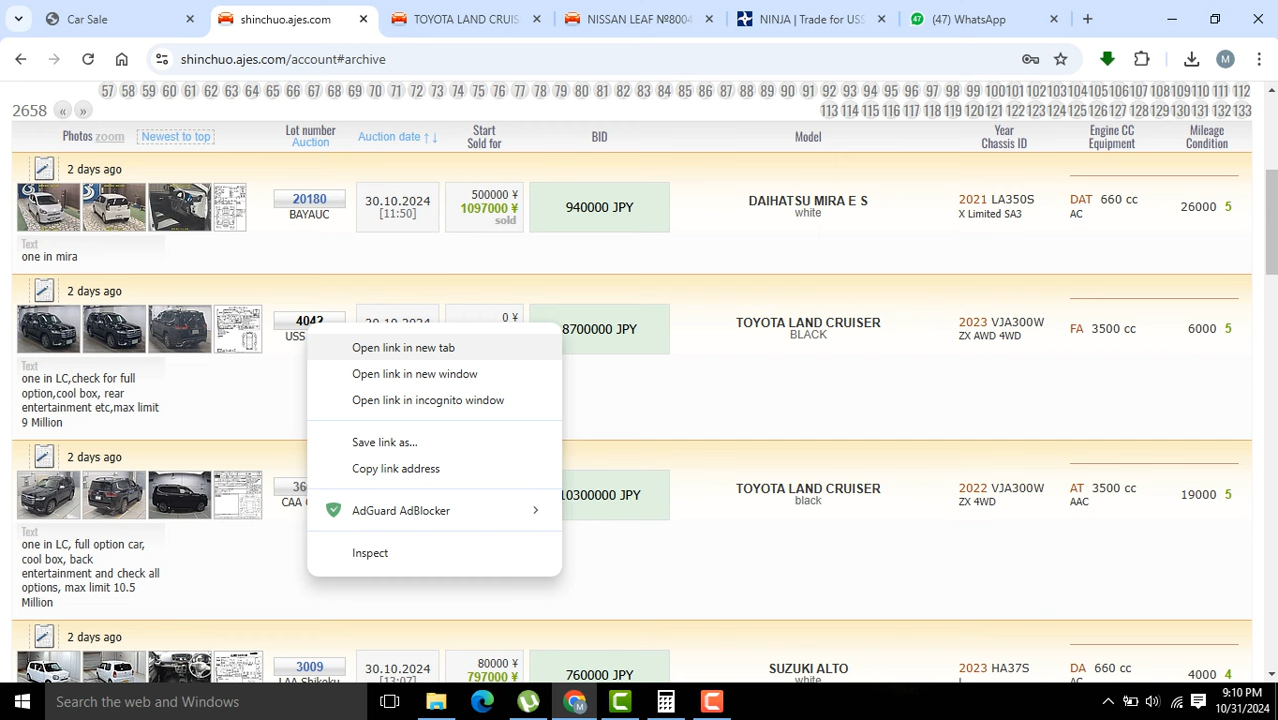 Car Sale
shinchuo.ajes.com
TOYOTA LAND CRUIS
NISSAN LEAF №8004
NINJA | Trade for USS
(47) WhatsApp
shinchuo.ajes.com/account#archive
M
57 58 59 60 61 62 63 64 65 66 67 68 69 70 71 72 73 74 75 76 77 78 79 80 81 82 83 84 85 86 87 88 89 90 91 92 93 94 95 96 97 98 99 100 101 102 103 104 105 106 107 108 109 110 111 112
2658 « » 113 114 115 116 117 118 119 120 121 122 123 124 125 126 127 128 129 130 131 132 133
Photos zoom Newest to top Lot number Auction date ↑↓ Start BID Model Year Engine CC Mileage
Auction Sold for Chassis ID Equipment Condition
2 days ago
20180 30.10.2024 500000 ¥ 940000 JPY DAIHATSU MIRA E S 2021 LA350S DAT 660 cc 26000 5
BAYAUC [11:50] 1097000 ¥ white X Limited SA3 AC
sold
Text
one in mira
2 days ago
4043 30.10.2024 0 ¥ 8700000 JPY TOYOTA LAND CRUISER 2023 VJA300W FA 3500 cc 6000 5
USS BLACK ZX AWD 4WD
Text
one in LC,check for full
option,cool box, rear
entertainment etc,max limit
9 Million
Open link in new tab
Open link in new window
Open link in incognito window
Save link as...
Copy link address
AdGuard AdBlocker
Inspect
2 days ago
36 10300000 JPY TOYOTA LAND CRUISER 2022 VJA300W AT 3500 cc 19000 5
CAA black ZX 4WD AAC
Text
one in LC, full option car,
cool box, back
entertainment and check all
options, max limit 10.5
Million
2 days ago
3009 30.10.2024 80000 ¥ 760000 JPY SUZUKI ALTO 2023 HA37S DA 660 cc 4000 4
LAA Shikoku [13:07] 797000 ¥
Search the web and Windows
9:10 PM
10/31/2024